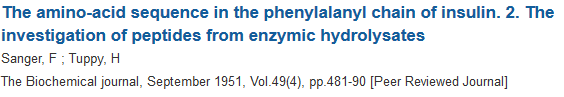 The amino-acid sequence in the phenylalanyl chain of insulin. 2. The
investigation of peptides from enzymic hydrolysates
Sanger, F ; Tuppy, H
The Biochemical journal, September 1951, Vol.49(4), pp.481-90 [Peer Reviewed Journal]